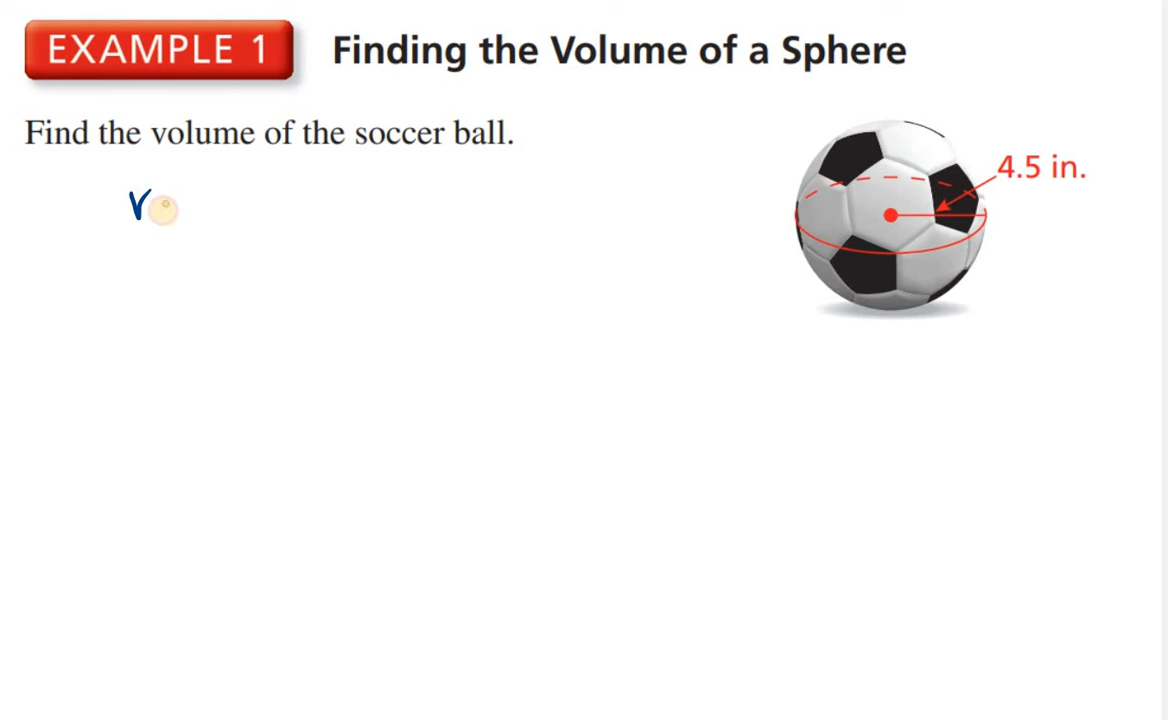 EXAMPLE 1 Finding the Volume of a Sphere
Find the volume of the soccer ball.
4.5 in.
r